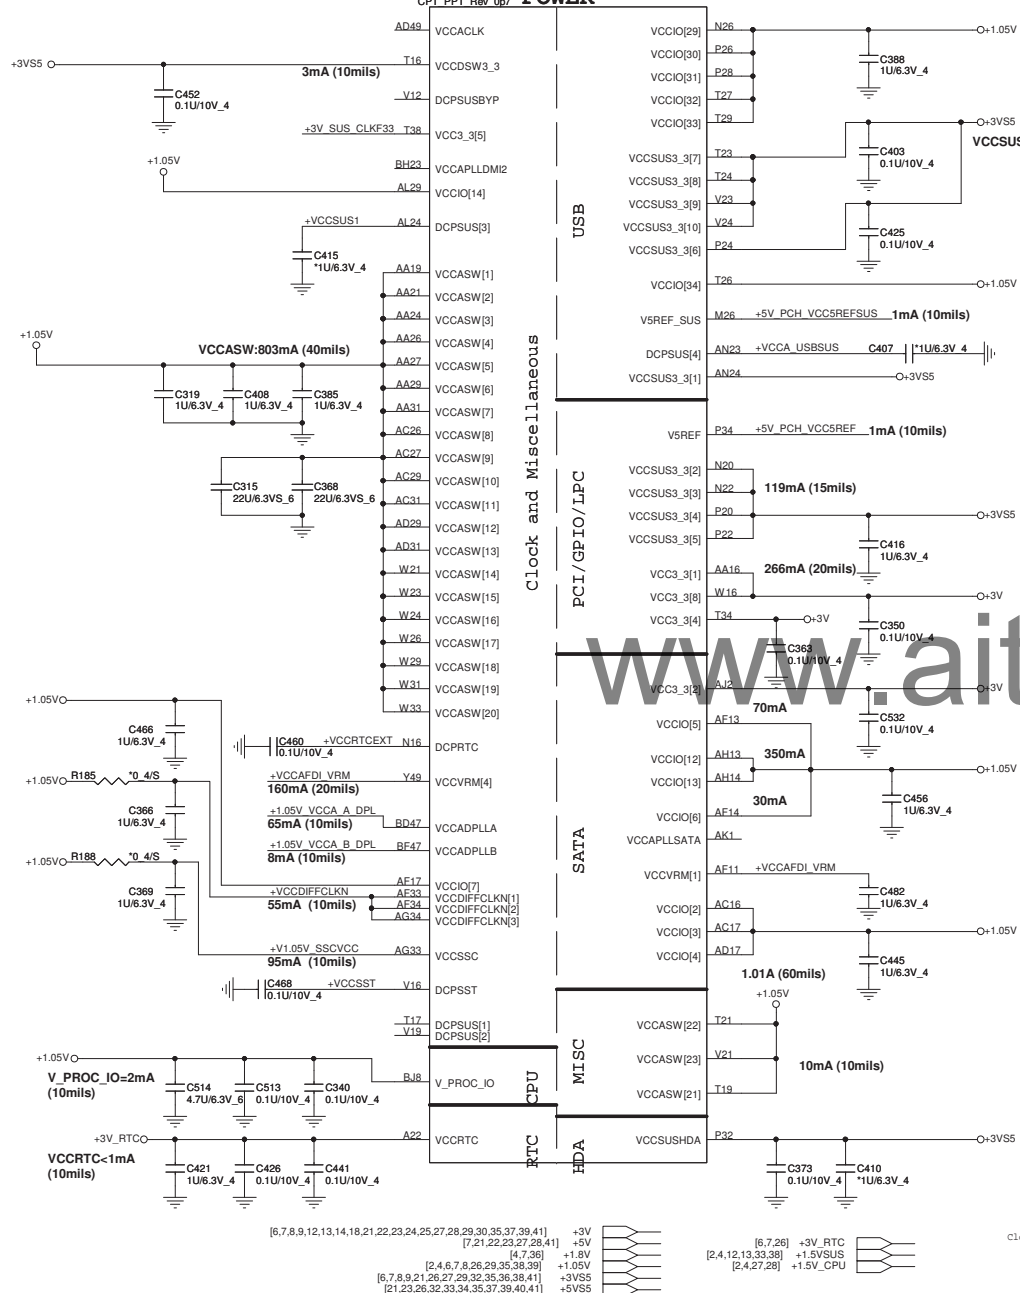 CPT_PPT_Rev_0p7 POWER
AD49 VCCACLK
+3VS5 T16 VCCDSW3_3
3mA (10mils)
C452
0.1U/10V_4
V12 DCPSUSBYP
+3V_SUS_CLKF33 T38 VCC3_3[5]
BH23 VCCAPLLDMI2
+1.05V
AL29 VCCIO[14]
+VCCSUS1 AL24 DCPSUS[3]
C415
*1U/6.3V_4
AA19 VCCASW[1]
AA21 VCCASW[2]
AA24 VCCASW[3]
AA26 VCCASW[4]
+1.05V
VCCASW:803mA (40mils)
AA27 VCCASW[5]
AA29 VCCASW[6]
AA31 VCCASW[7]
AC26 VCCASW[8]
AC27 VCCASW[9]
AC29 VCCASW[10]
AC31 VCCASW[11]
AD29 VCCASW[12]
AD31 VCCASW[13]
W21 VCCASW[14]
W23 VCCASW[15]
W24 VCCASW[16]
W26 VCCASW[17]
W29 VCCASW[18]
W31 VCCASW[19]
W33 VCCASW[20]
C319 C408 C385
1U/6.3V_4 1U/6.3V_4 1U/6.3V_4
C315 C368
22U/6.3VS_6 22U/6.3VS_6
+1.05V
C466
1U/6.3V_4
C460 +VCCRTCEXT N16 DCPRTC
0.1U/10V_4
+1.05V R185 *0_4/S
+VCCAFDI_VRM Y49 VCCVRM[4]
160mA (20mils)
C366
1U/6.3V_4
+1.05V_VCCA_A_DPL
65mA (10mils) BD47 VCCADPLLA
+1.05V_VCCA_B_DPL BF47 VCCADPLLB
8mA (10mils)
+1.05V R188 *0_4/S
C369
1U/6.3V_4
AF17 VCCIO[7]
+VCCDIFFCLKN AF33 VCCDIFFCLKN[1]
55mA (10mils) AF34 VCCDIFFCLKN[2]
AG34 VCCDIFFCLKN[3]
+V1.05V_SSCVCC AG33 VCCSSC
95mA (10mils)
C468 +VCCSST V16 DCPSST
0.1U/10V_4
T17 DCPSUS[1]
V19 DCPSUS[2]
+1.05V
V_PROC_IO=2mA
(10mils)
BJ8 V_PROC_IO
C514 C513 C340
4.7U/6.3V_6 0.1U/10V_4 0.1U/10V_4
+3V_RTC A22 VCCRTC
VCCRTC<1mA
(10mils)
C421 C426 C441
1U/6.3V_4 0.1U/10V_4 0.1U/10V_4
Clock and Miscellaneous
CPU
RTC
USB
PCI/GPIO/LPC
SATA
MISC
HDA
VCCIO[29] N26 +1.05V
VCCIO[30] P26
VCCIO[31] P28
VCCIO[32] T27
VCCIO[33] T29
C388
1U/6.3V_4
+3VS5
VCCSUS
VCCSUS3_3[7] T23
VCCSUS3_3[8] T24
VCCSUS3_3[9] V23
VCCSUS3_3[10] V24
VCCSUS3_3[6] P24
C403
0.1U/10V_4
C425
0.1U/10V_4
VCCIO[34] T26 +1.05V
V5REF_SUS M26 +5V_PCH_VCC5REFSUS 1mA (10mils)
DCPSUS[4] AN23 +VCCA_USBSUS C407 *1U/6.3V_4
VCCSUS3_3[1] AN24 +3VS5
V5REF P34 +5V_PCH_VCC5REF 1mA (10mils)
VCCSUS3_3[2] N20
VCCSUS3_3[3] N22 119mA (15mils)
VCCSUS3_3[4] P20 +3VS5
VCCSUS3_3[5] P22
C416
1U/6.3V_4
VCC3_3[1] AA16 266mA (20mils)
VCC3_3[8] W16 +3V
VCC3_3[4] T34 +3V
C350
0.1U/10V_4
C363
0.1U/10V_4
www.ait
VCC3_3[2] AJ2 +3V
70mA
C532
0.1U/10V_4
VCCIO[5] AF13
VCCIO[12] AH13 350mA
VCCIO[13] AH14 +1.05V
30mA
VCCIO[6] AF14
C456
1U/6.3V_4
VCCAPLLSATA AK1
VCCVRM[1] AF11 +VCCAFDI_VRM
C482
1U/6.3V_4
VCCIO[2] AC16
VCCIO[3] AC17 +1.05V
VCCIO[4] AD17
C445
1U/6.3V_4
1.01A (60mils)
+1.05V
VCCASW[22] T21
VCCASW[23] V21 10mA (10mils)
VCCASW[21] T19
VCCSUSHDA P32 +3VS5
C373 C410
0.1U/10V_4 *1U/6.3V_4
[6,7,8,9,12,13,14,18,21,22,23,24,25,27,28,29,30,35,37,39,41] +3V
[7,21,22,23,27,28,41] +5V
[4,7,36] +1.8V
[2,4,6,7,8,26,29,35,38,39] +1.05V
[6,7,8,9,21,26,27,29,32,35,36,38,41] +3VS5
[21,23,26,32,33,34,35,37,39,40,41] +5VS5
[6,7,26] +3V_RTC
[2,4,12,13,33,38] +1.5VSUS
[2,4,27,28] +1.5V_CPU